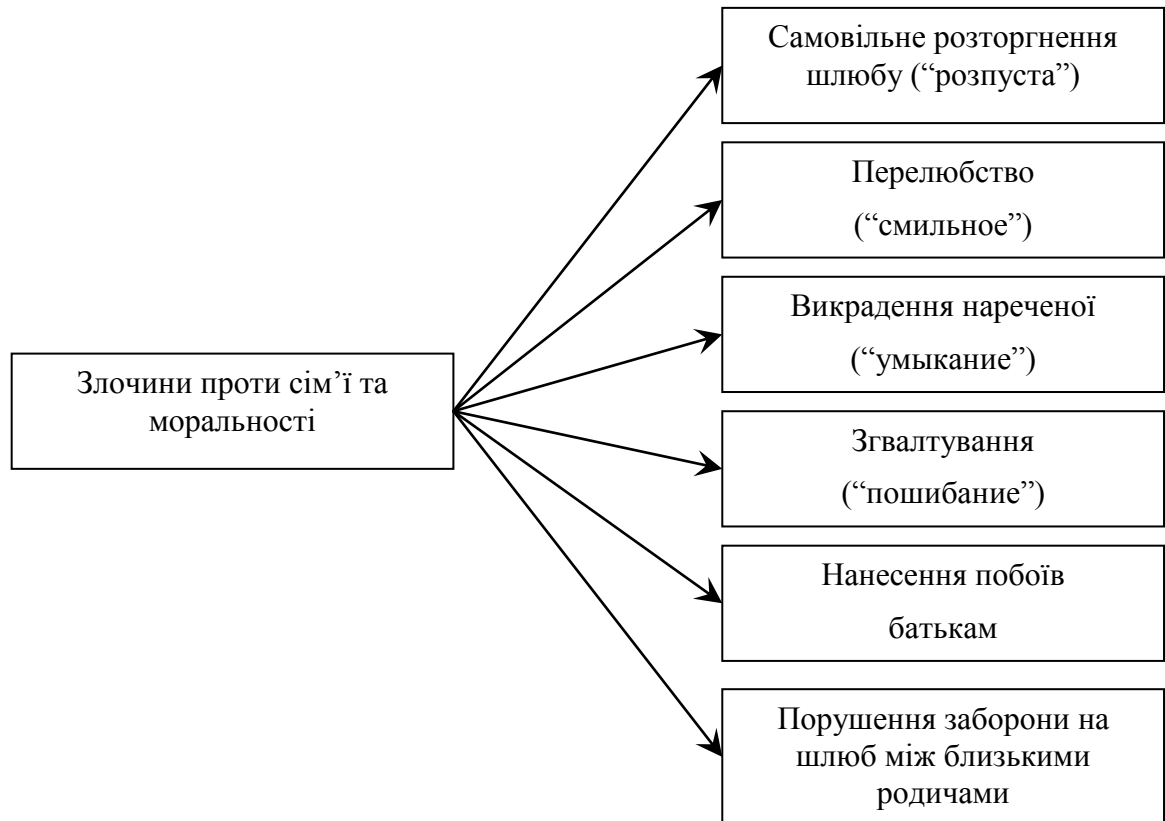 Самовільне розторгнення
шлюбу (“розпуста”)
Перелюбство
(“смильное”)
Викрадення нареченої
(“умыкание”)
Злочини проти сім’ї та
моральності
Згвалтування
(“пошибание”)
Нанесення побоїв
батькам
Порушення заборони на
шлюб між близькими
родичами